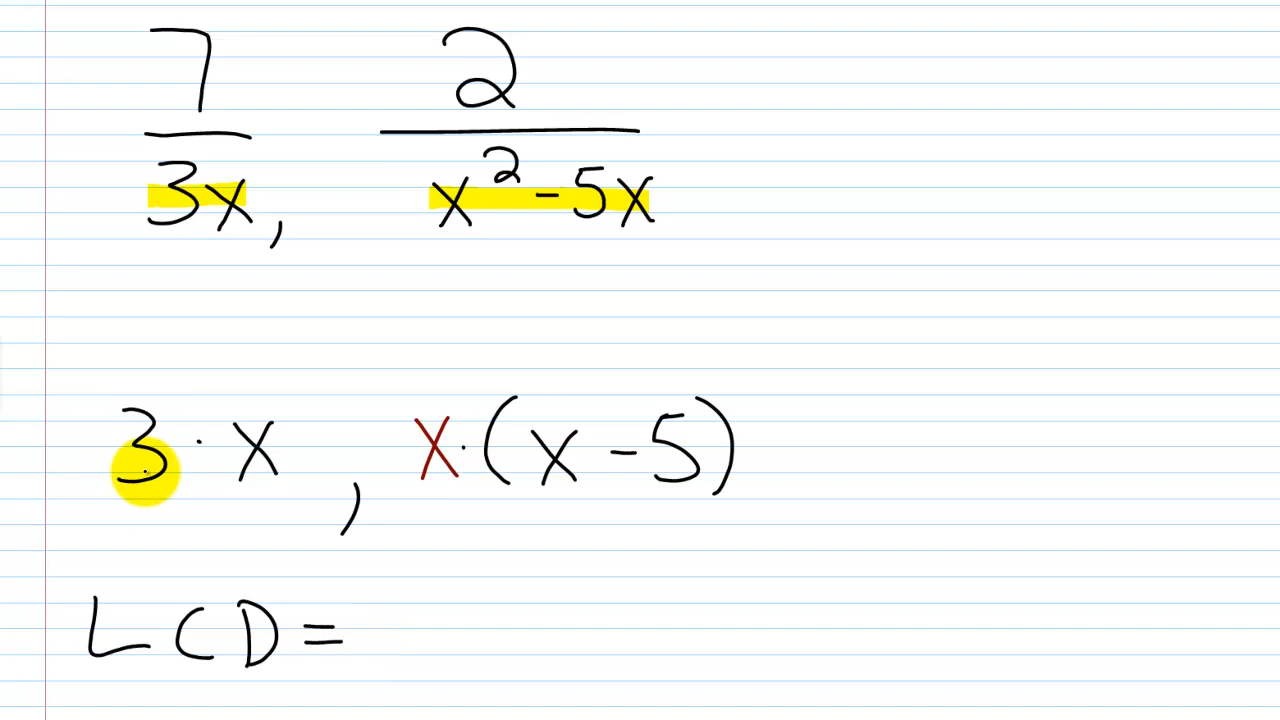 7/3x, 2/x² - 5x
3 · x, x · (x - 5)
LCD =